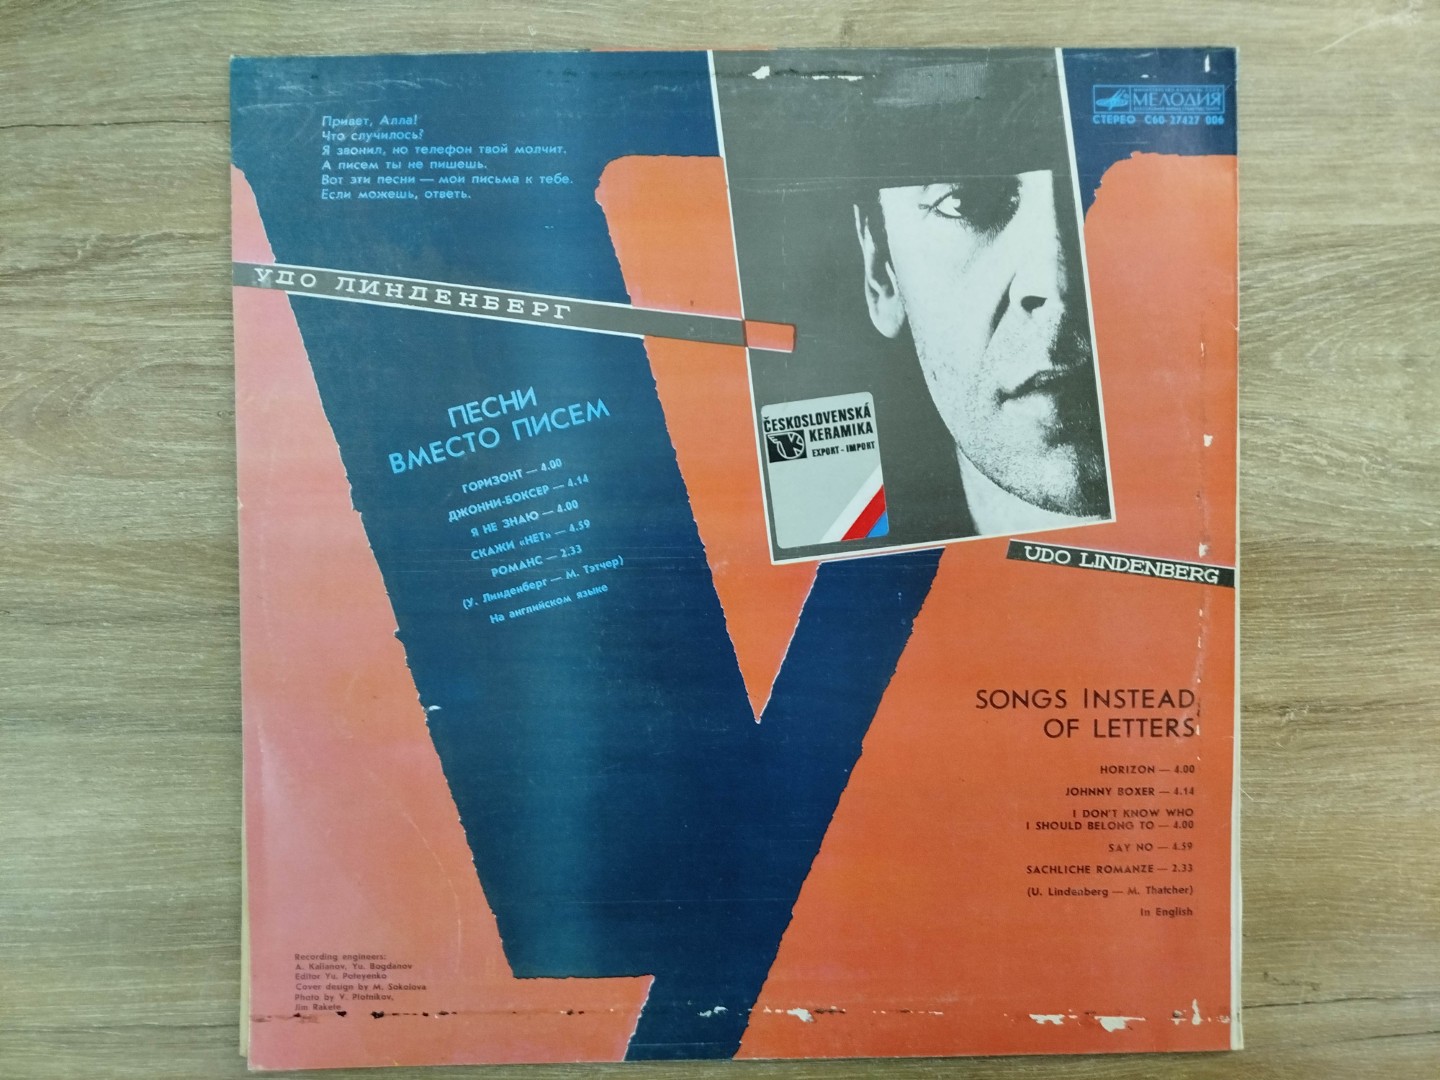 Привет, Алла!
Что случилось?
Я звонил, но телефон твой молчит.
А писем ты не пишешь.
Вот эти песни — мои письма к тебе.
Если можешь, ответь.
МЕЛОДИЯ
СТЕРЕО С60-27427 006
УДО ЛИНДЕНБЕРГ
ПЕСНИ
ВМЕСТО ПИСЕМ
ГОРИЗОНТ — 4.00
ДЖОННИ-БОКСЕР — 4.14
Я НЕ ЗНАЮ — 4.00
СКАЖИ «НЕТ» — 4.59
РОМАНС — 2.33
(У. Линденберг — М. Тэтчер)
На английском языке
ČESKOSLOVENSKÁ
KERAMIKA
EXPORT - IMPORT
UDO LINDENBERG
SONGS INSTEAD
OF LETTERS
HORIZON — 4.00
JOHNNY BOXER — 4.14
I DON'T KNOW WHO
I SHOULD BELONG TO — 4.00
SAY NO — 4.59
SACHLICHE ROMANZE — 2.33
(U. Lindenberg — M. Thatcher)
In English
Recording engineers:
A. Kalianov, Yu. Bogdanov
Editor Yu. Poteyenko
Cover design by M. Sokolova
Photo by V. Plotnikov,
Jim Rakete